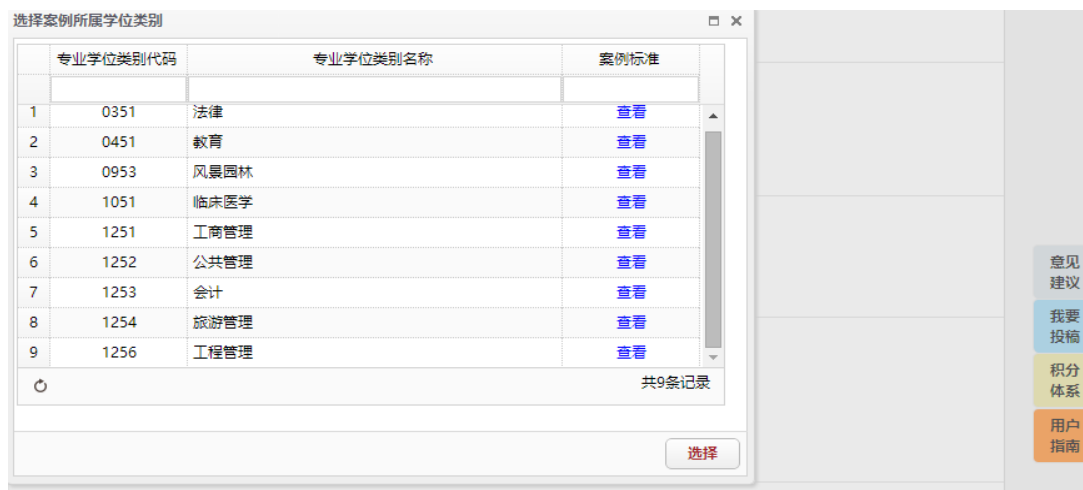 选择案例所属学位类别
专业学位类别代码 专业学位类别名称 案例标准
1 0351 法律 查看
2 0451 教育 查看
3 0953 风景园林 查看
4 1051 临床医学 查看
5 1251 工商管理 查看
6 1252 公共管理 查看
7 1253 会计 查看
8 1254 旅游管理 查看
9 1256 工程管理 查看
共9条记录
选择
意见
建议
我要
投稿
积分
体系
用户
指南